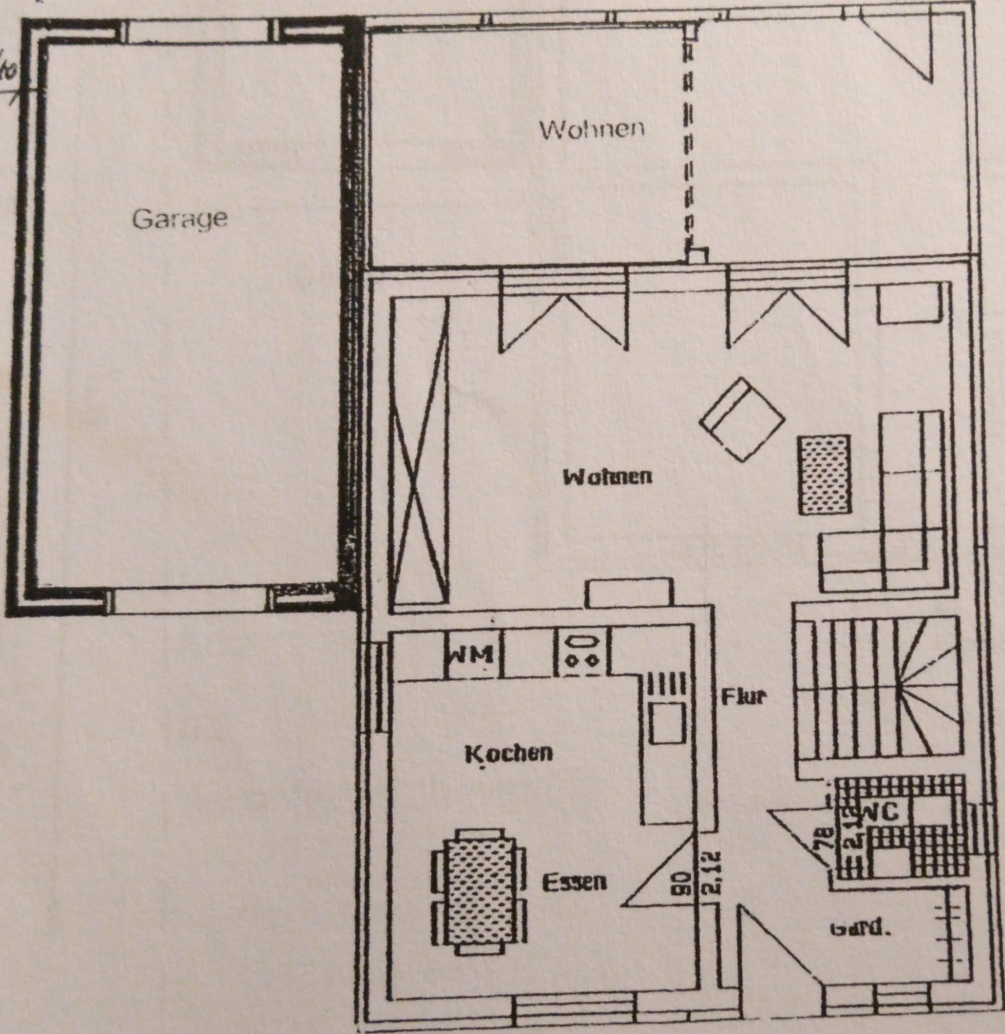 Wohnen
Garage
Wohnen
WM
Flur
Kochen
WC
78
2,12
Essen
90
2,12
Gard.